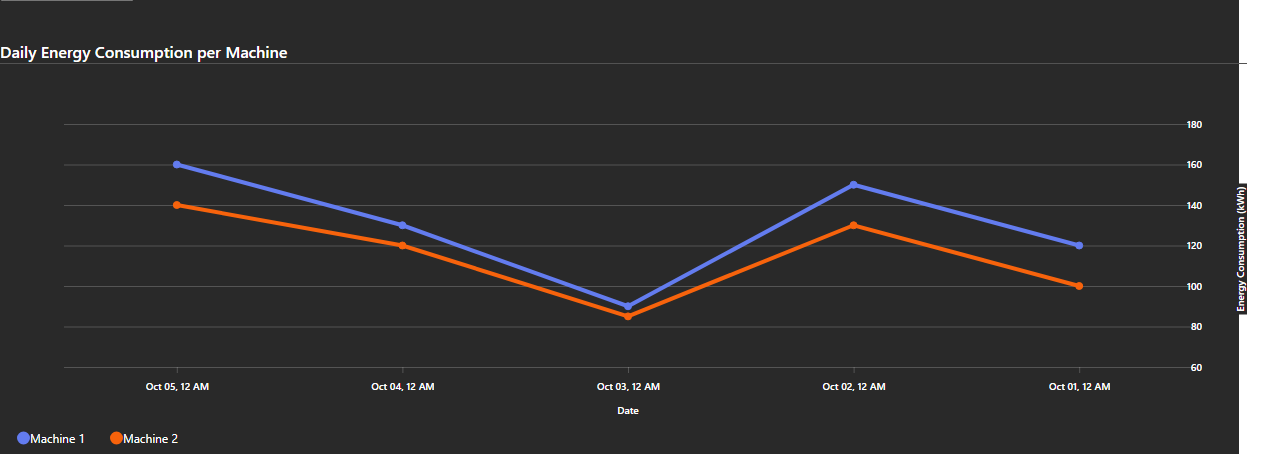 Daily Energy Consumption per Machine
180
160
140
120
100
80
60
Energy Consumption (kWh)
Oct 05, 12 AM
Oct 04, 12 AM
Oct 03, 12 AM
Oct 02, 12 AM
Oct 01, 12 AM
Date
Machine 1
Machine 2